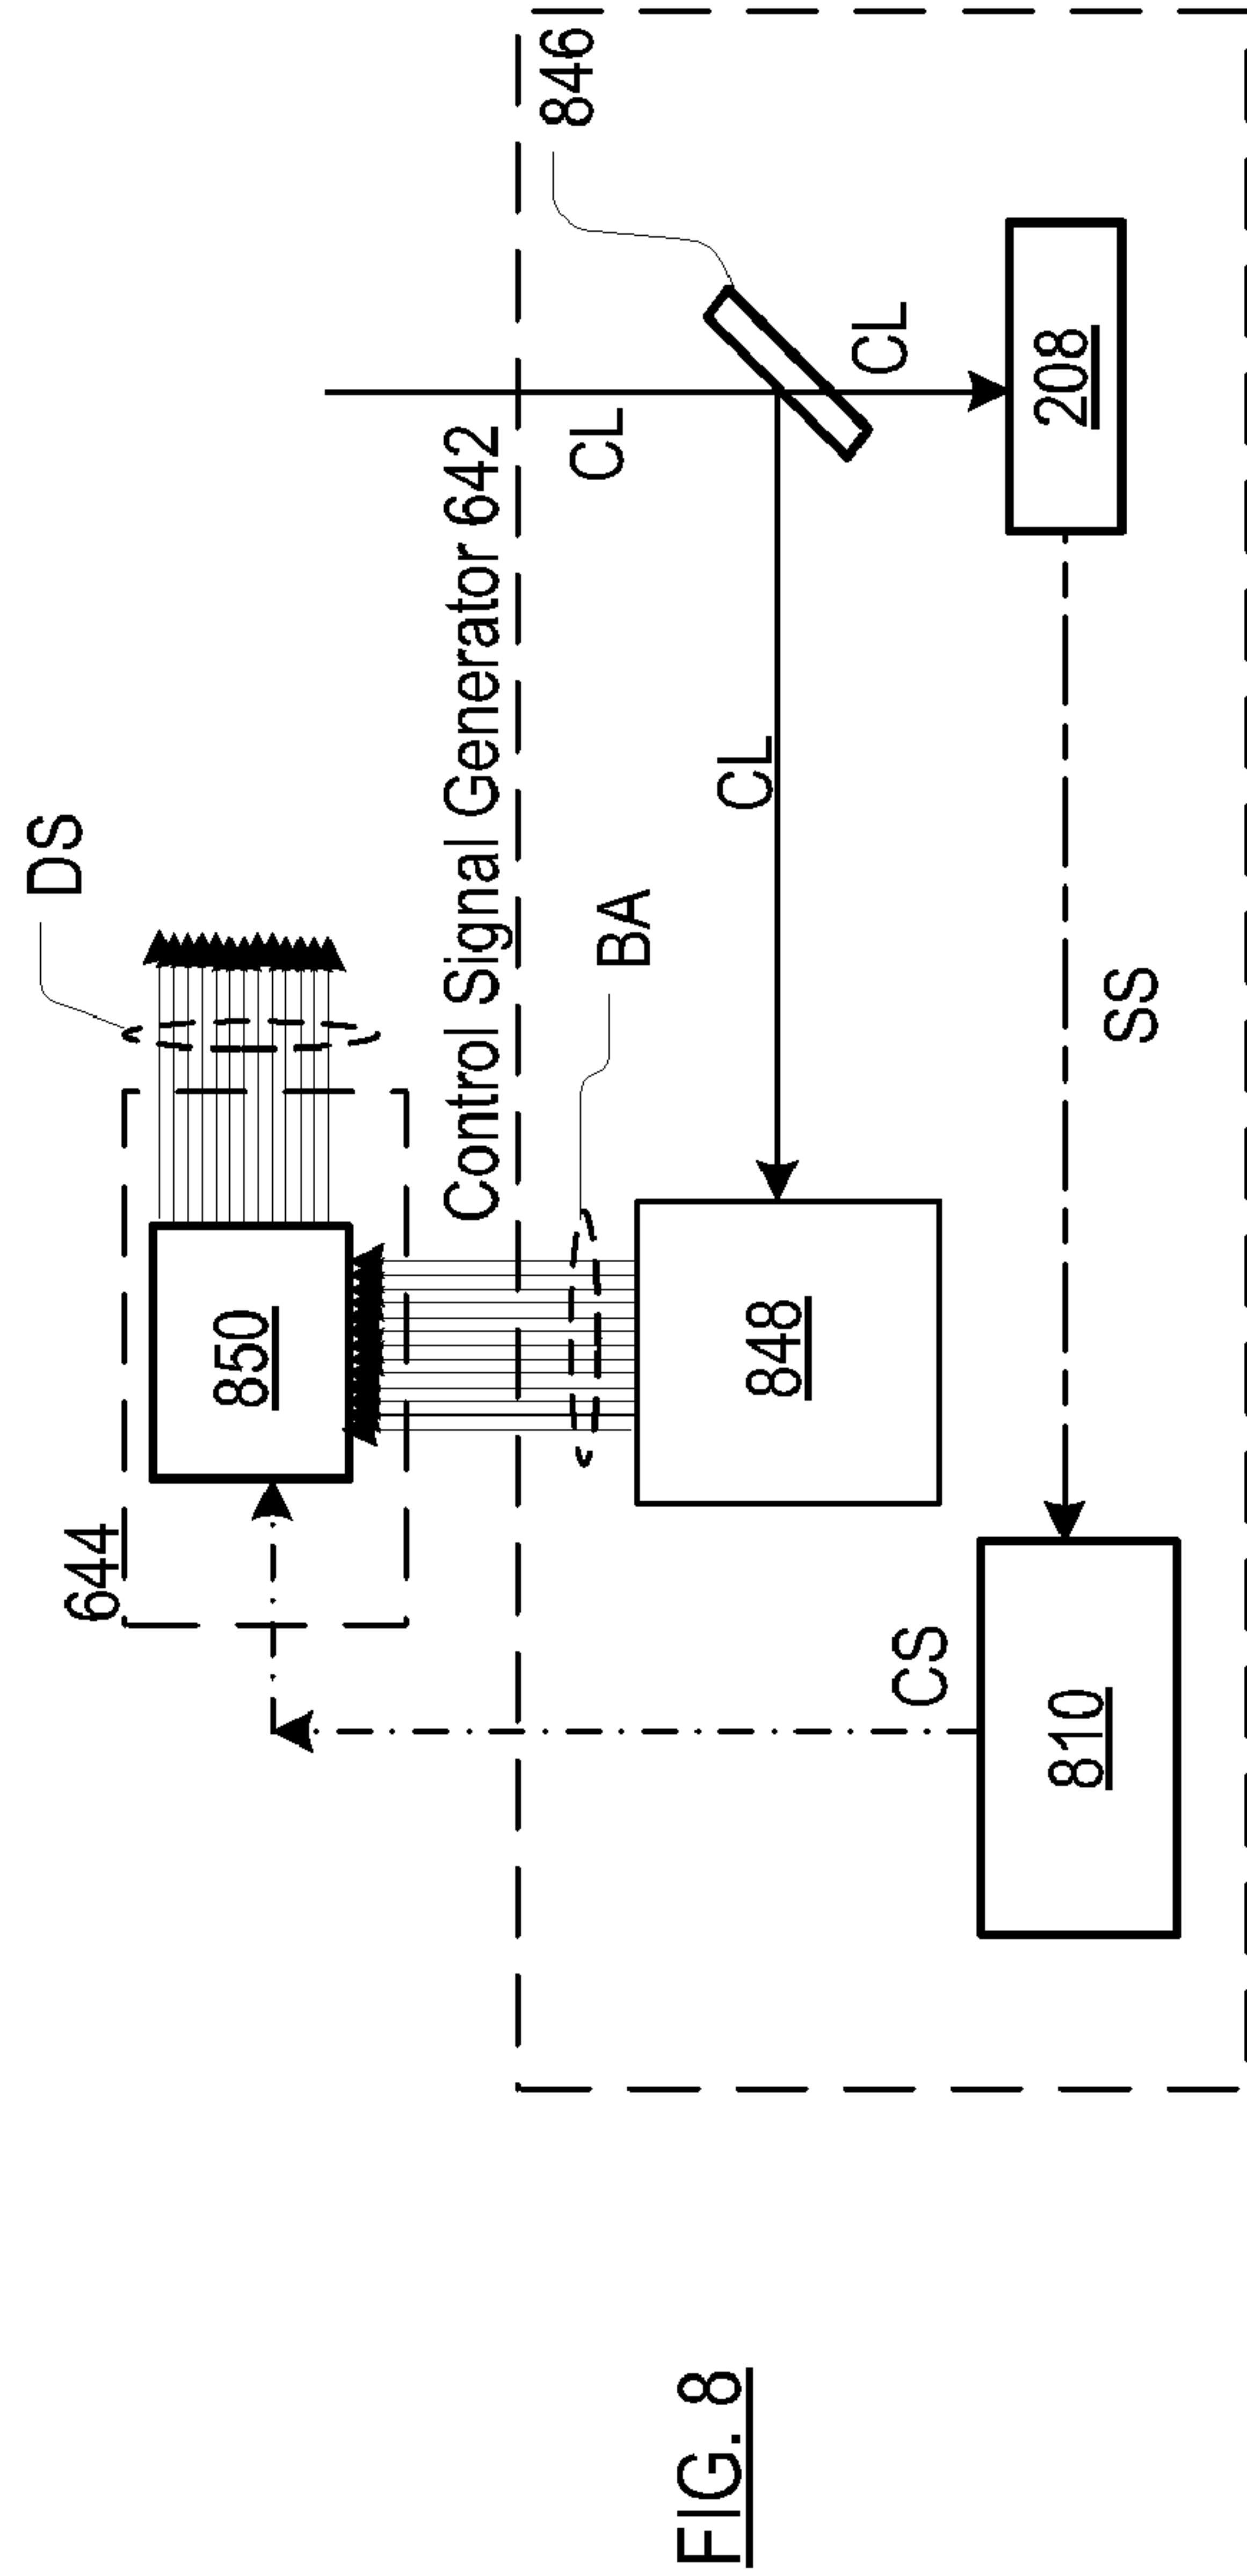 DS
644
850
Control Signal Generator 642
846
BA
CL
CL
CL
848
208
CS
SS
810
FIG. 8